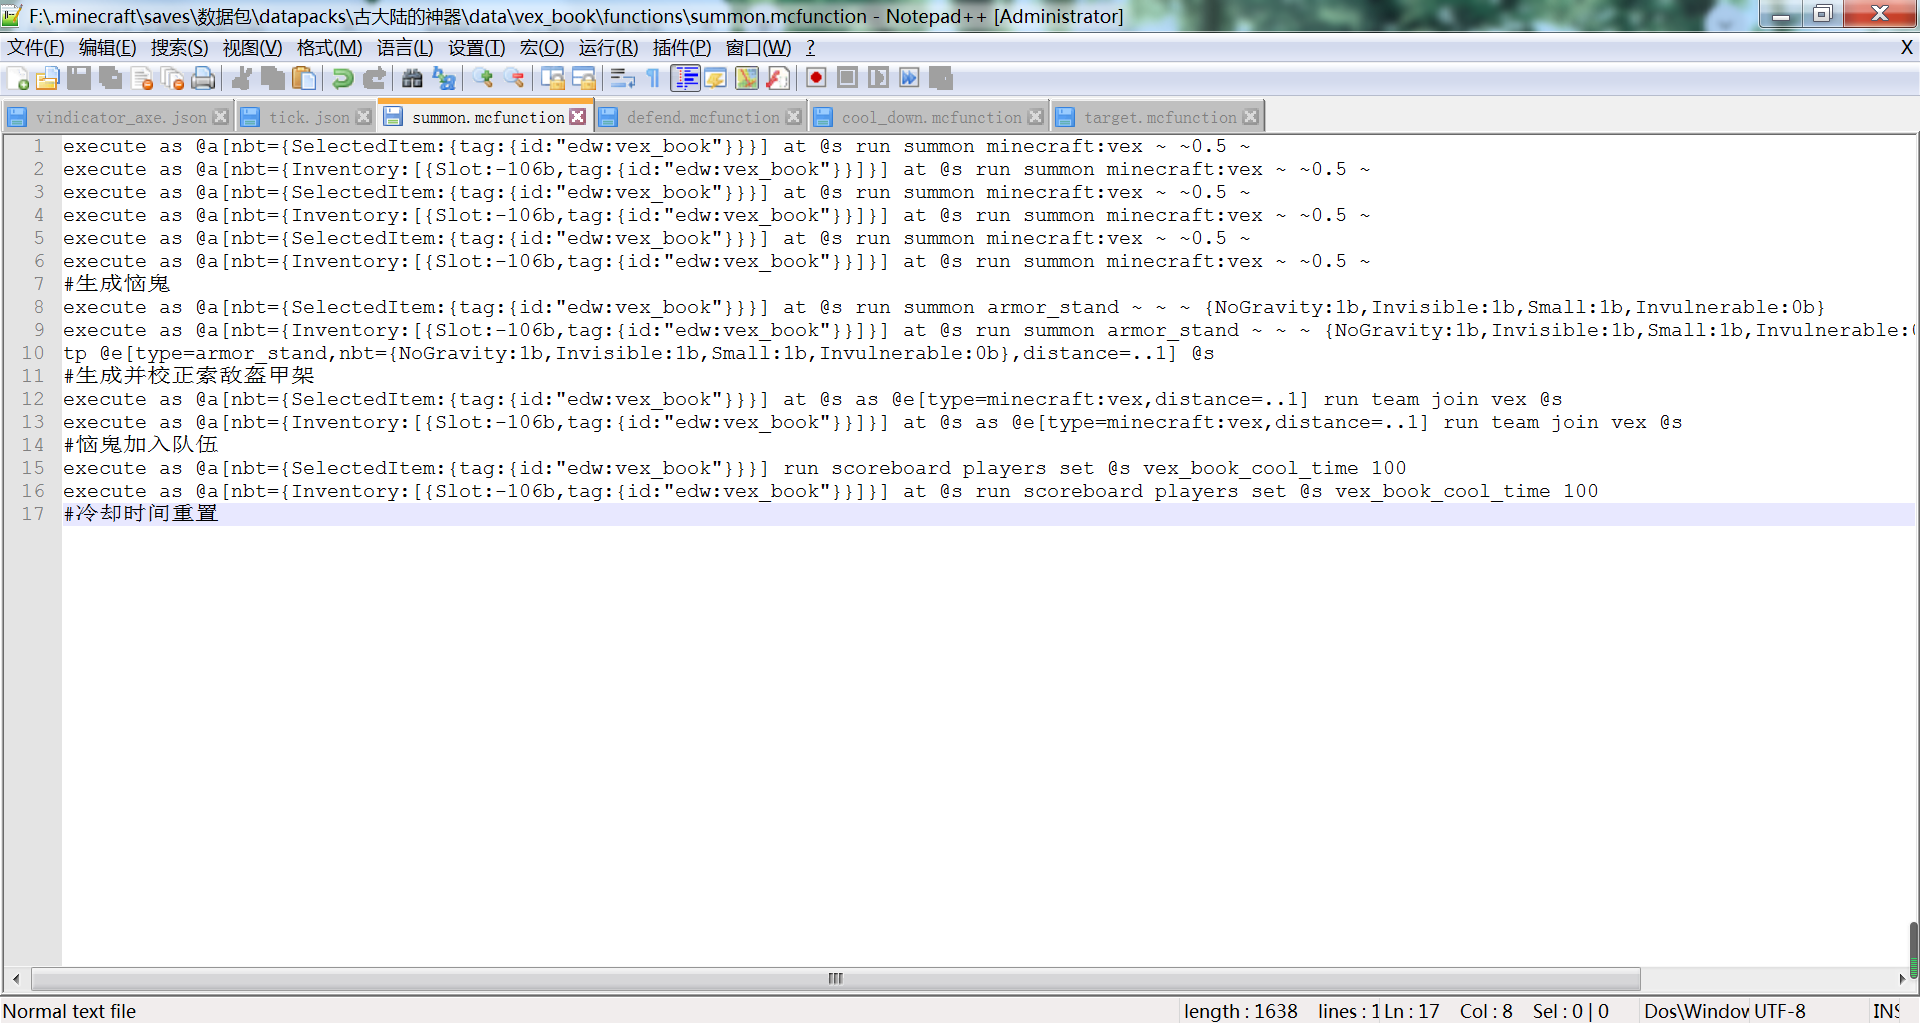 F:\.minecraft\saves\数据包\datapacks\古大陆的神器\data\vex_book\functions\summon.mcfunction - Notepad++ [Administrator]
文件(F) 编辑(E) 搜索(S) 视图(V) 格式(M) 语言(L) 设置(T) 宏(O) 运行(R) 插件(P) 窗口(W) ? X
vindicator_axe.json tick.json summon.mcfunction defend.mcfunction cool_down.mcfunction target.mcfunction
1 execute as @a[nbt={SelectedItem:{tag:{id:"edw:vex_book"}}}] at @s run summon minecraft:vex ~ ~0.5 ~
2 execute as @a[nbt={Inventory:[{Slot:-106b,tag:{id:"edw:vex_book"}}]}] at @s run summon minecraft:vex ~ ~0.5 ~
3 execute as @a[nbt={SelectedItem:{tag:{id:"edw:vex_book"}}}] at @s run summon minecraft:vex ~ ~0.5 ~
4 execute as @a[nbt={Inventory:[{Slot:-106b,tag:{id:"edw:vex_book"}}]}] at @s run summon minecraft:vex ~ ~0.5 ~
5 execute as @a[nbt={SelectedItem:{tag:{id:"edw:vex_book"}}}] at @s run summon minecraft:vex ~ ~0.5 ~
6 execute as @a[nbt={Inventory:[{Slot:-106b,tag:{id:"edw:vex_book"}}]}] at @s run summon minecraft:vex ~ ~0.5 ~
7 #生成恼鬼
8 execute as @a[nbt={SelectedItem:{tag:{id:"edw:vex_book"}}}] at @s run summon armor_stand ~ ~ ~ {NoGravity:1b,Invisible:1b,Small:1b,Invulnerable:0b}
9 execute as @a[nbt={Inventory:[{Slot:-106b,tag:{id:"edw:vex_book"}}]}] at @s run summon armor_stand ~ ~ ~ {NoGravity:1b,Invisible:1b,Small:1b,Invulnerable:0
10 tp @e[type=armor_stand,nbt={NoGravity:1b,Invisible:1b,Small:1b,Invulnerable:0b},distance=..1] @s
11 #生成并校正索敌盔甲架
12 execute as @a[nbt={SelectedItem:{tag:{id:"edw:vex_book"}}}] at @s as @e[type=minecraft:vex,distance=..1] run team join vex @s
13 execute as @a[nbt={Inventory:[{Slot:-106b,tag:{id:"edw:vex_book"}}]}] at @s as @e[type=minecraft:vex,distance=..1] run team join vex @s
14 #恼鬼加入队伍
15 execute as @a[nbt={SelectedItem:{tag:{id:"edw:vex_book"}}}] run scoreboard players set @s vex_book_cool_time 100
16 execute as @a[nbt={Inventory:[{Slot:-106b,tag:{id:"edw:vex_book"}}]}] at @s run scoreboard players set @s vex_book_cool_time 100
17 #冷却时间重置
Normal text file length : 1638 lines : 1 Ln : 17 Col : 8 Sel : 0 | 0 Dos\Window UTF-8 INS